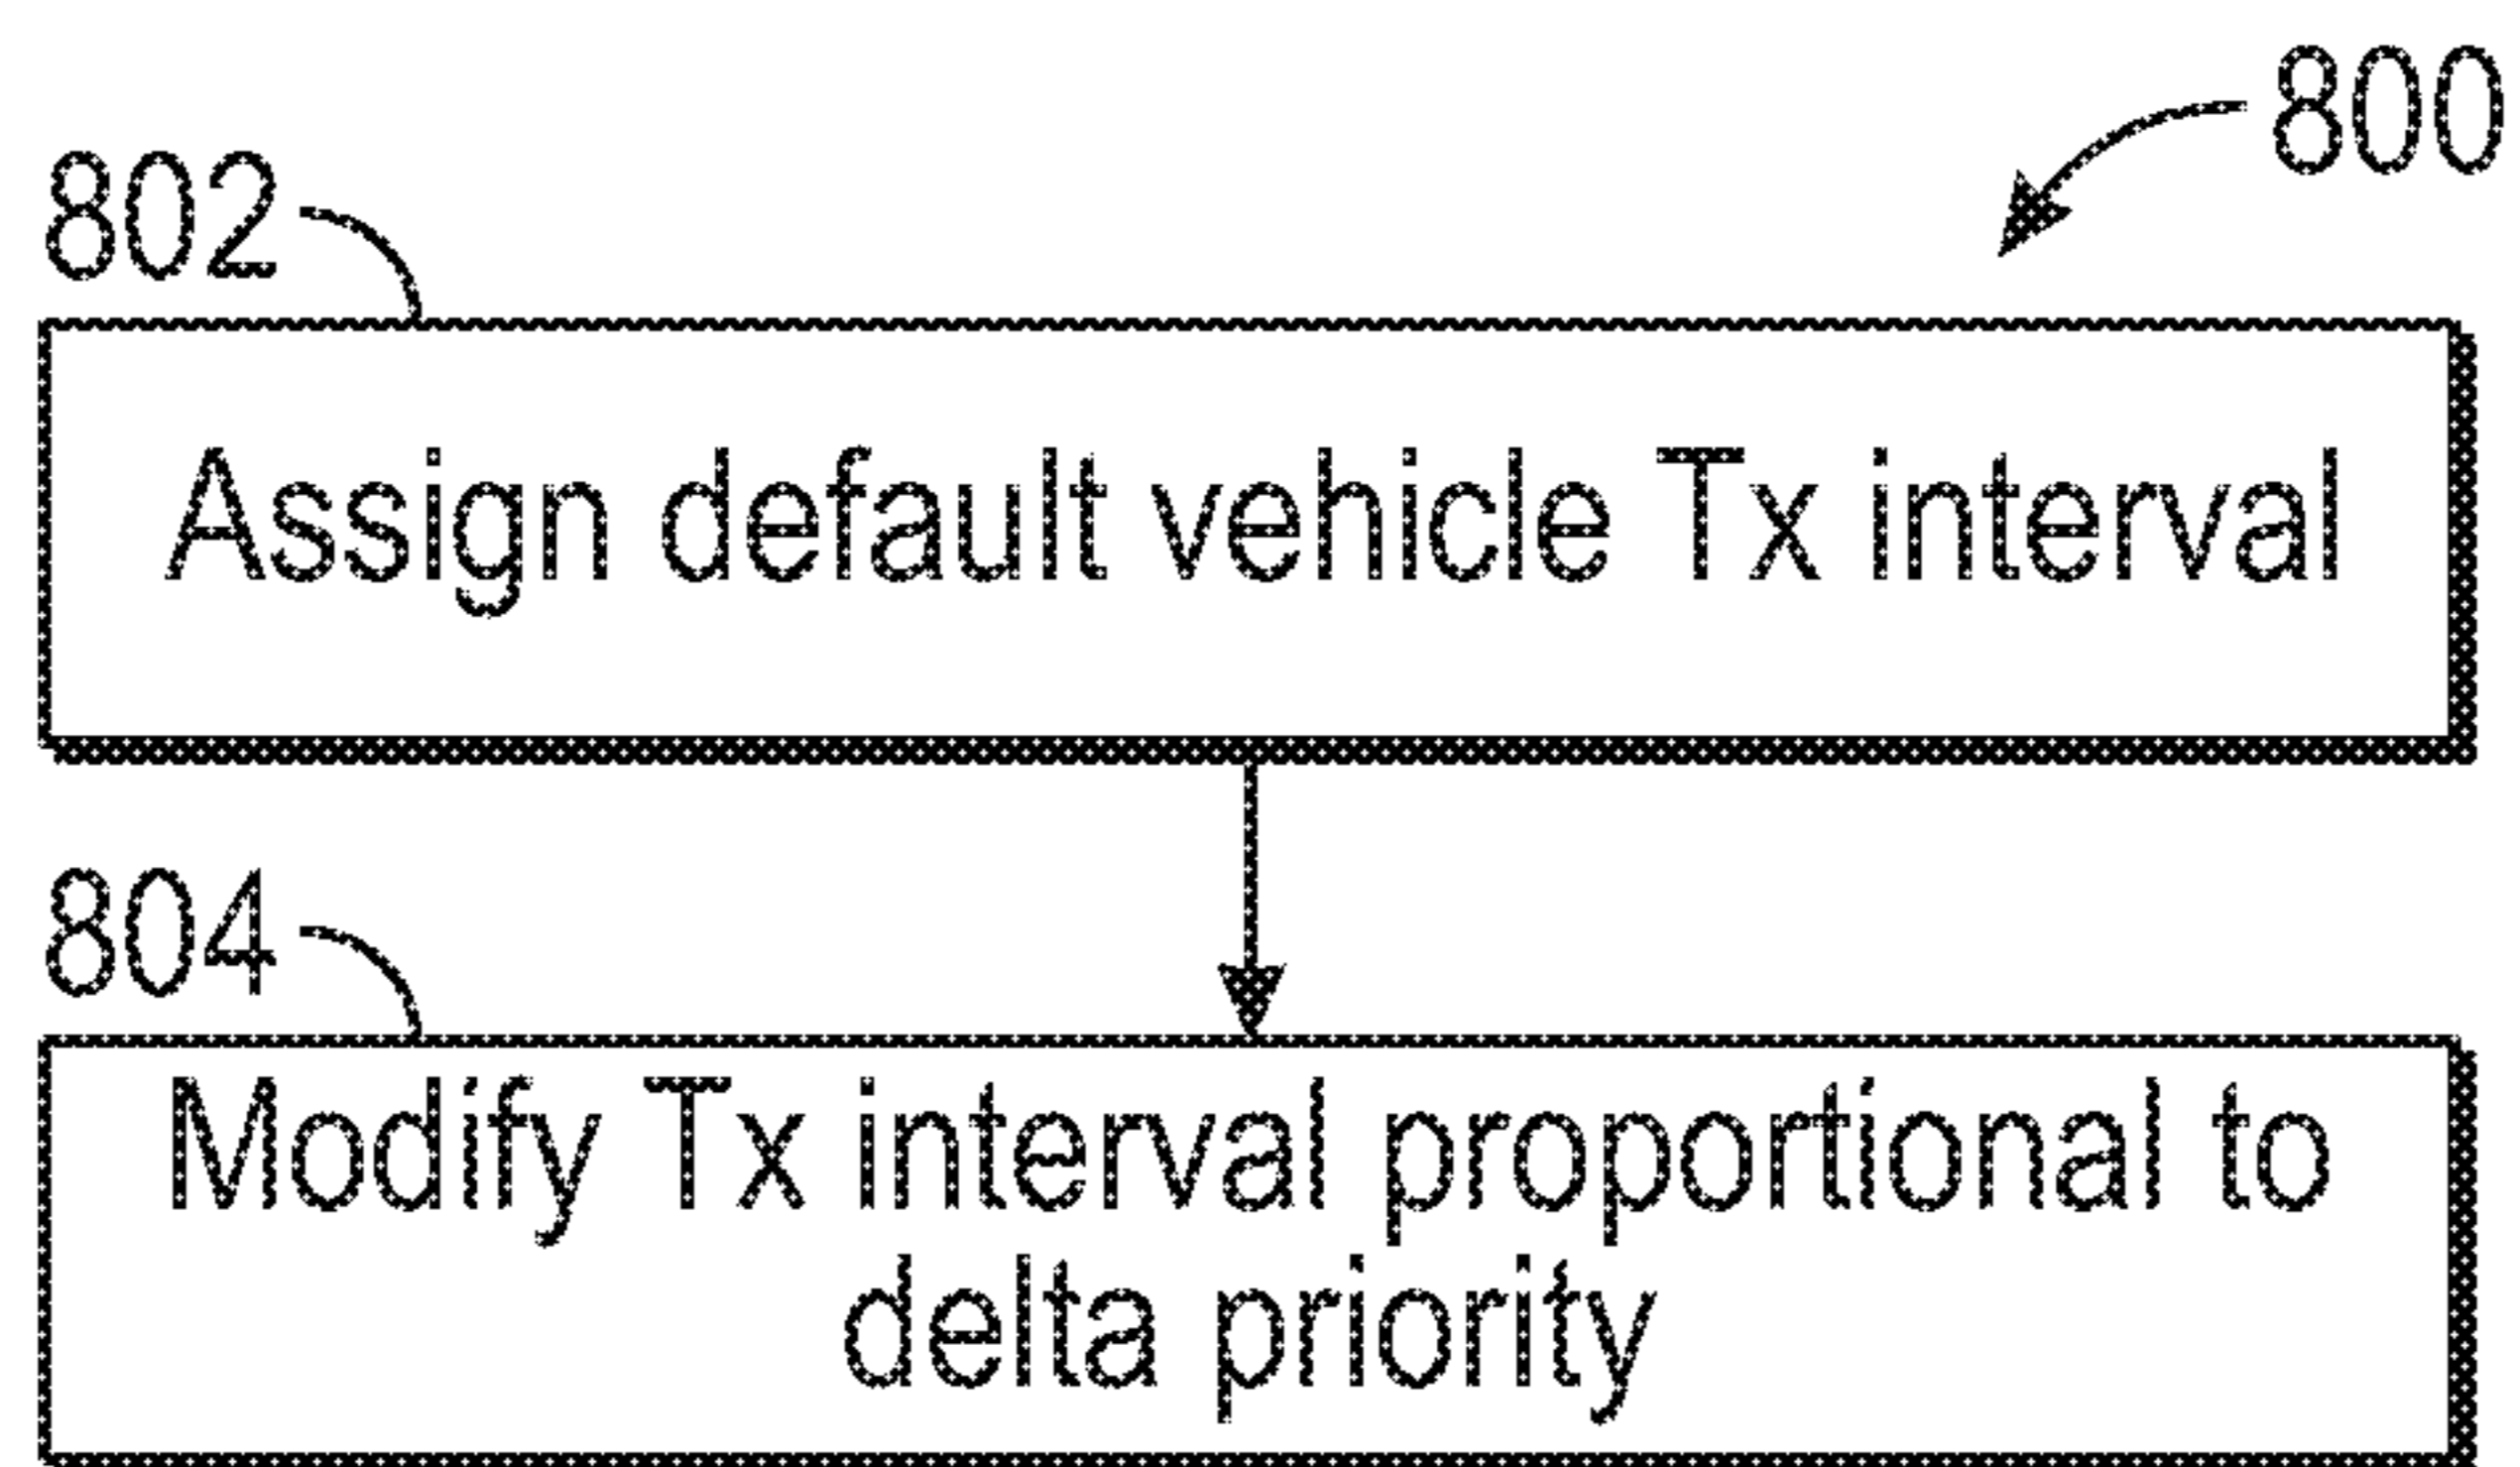 800
802
Assign default vehicle Tx interval
804
Modify Tx interval proportional to
delta priority